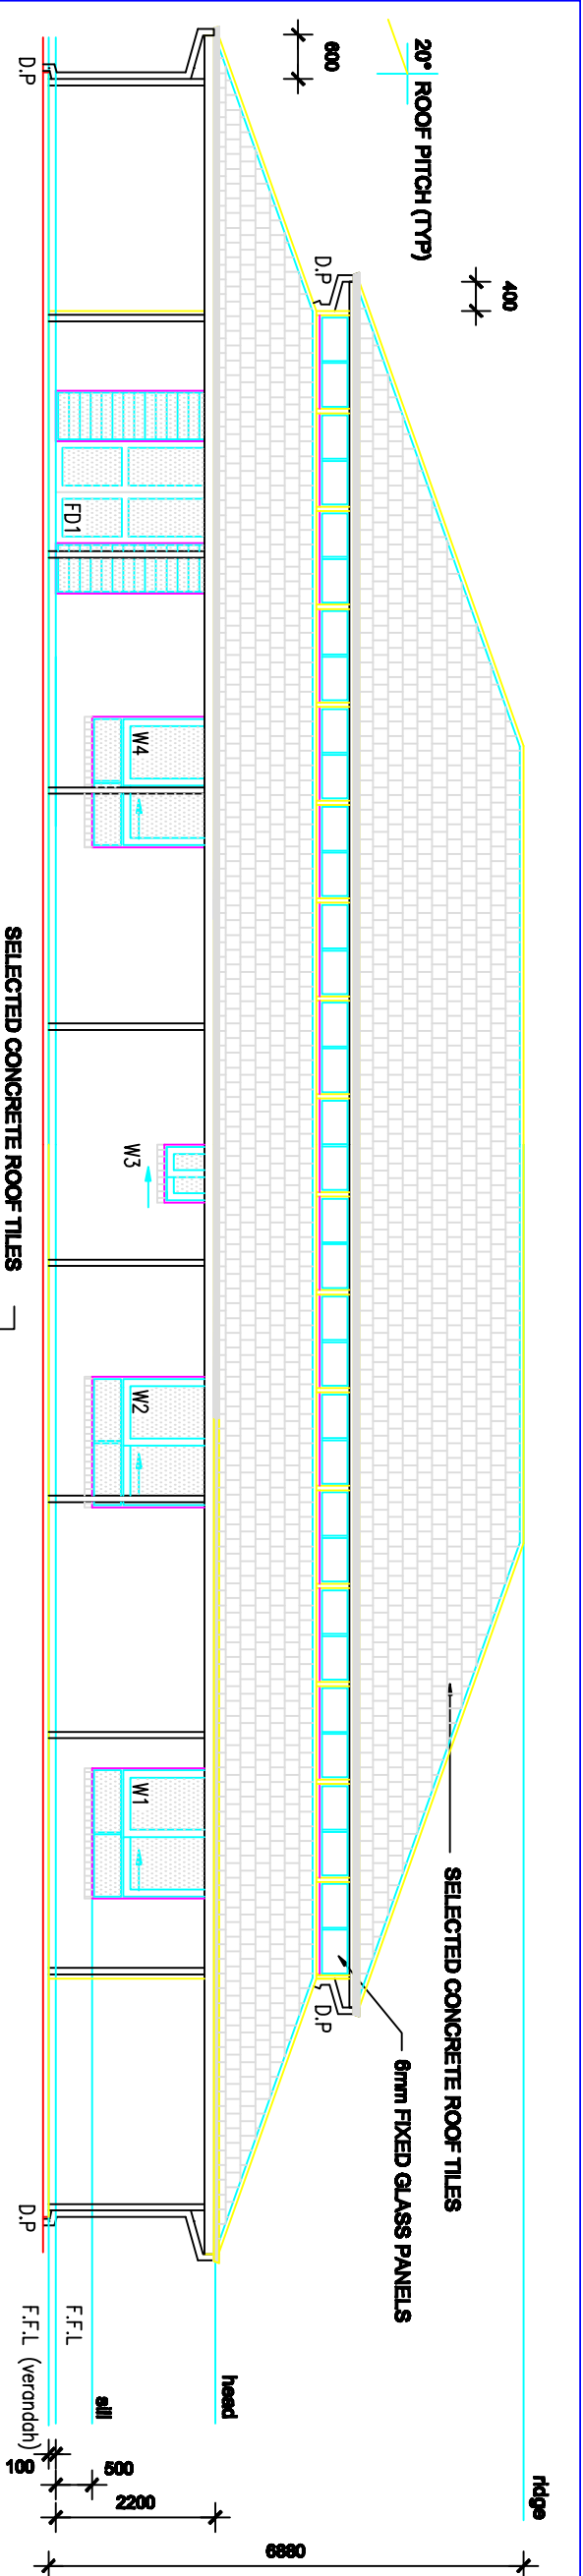 20° ROOF PITCH (TYP)
600
400
ridge
SELECTED CONCRETE ROOF TILES
6mm FIXED GLASS PANELS
D.P
D.P
head
sill
F.F.L
F.F.L (verandah)
100
500
2200
6880
D.P
FD1
W4
W3
W2
W1
D.P
SELECTED CONCRETE ROOF TILES